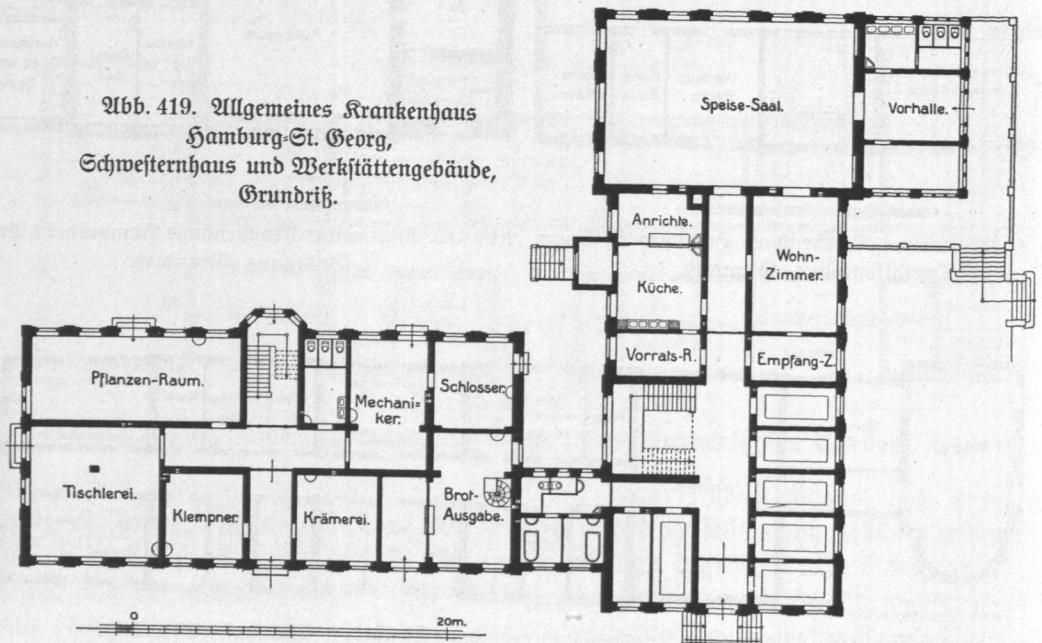 Abb. 419. Allgemeines Krankenhaus
Hamburg-St. Georg,
Schwesternhaus und Werkstättengebäude,
Grundriß.
Speise-Saal.
Vorhalle.
Anrichte.
Küche.
Wohn-
Zimmer.
Vorrats-R.
Empfang-Z.
Pflanzen-Raum.
Mechani-
ker.
Schlosser.
Tischlerei.
Klempner.
Krämerei.
Brot-
Ausgabe.
0
20m.